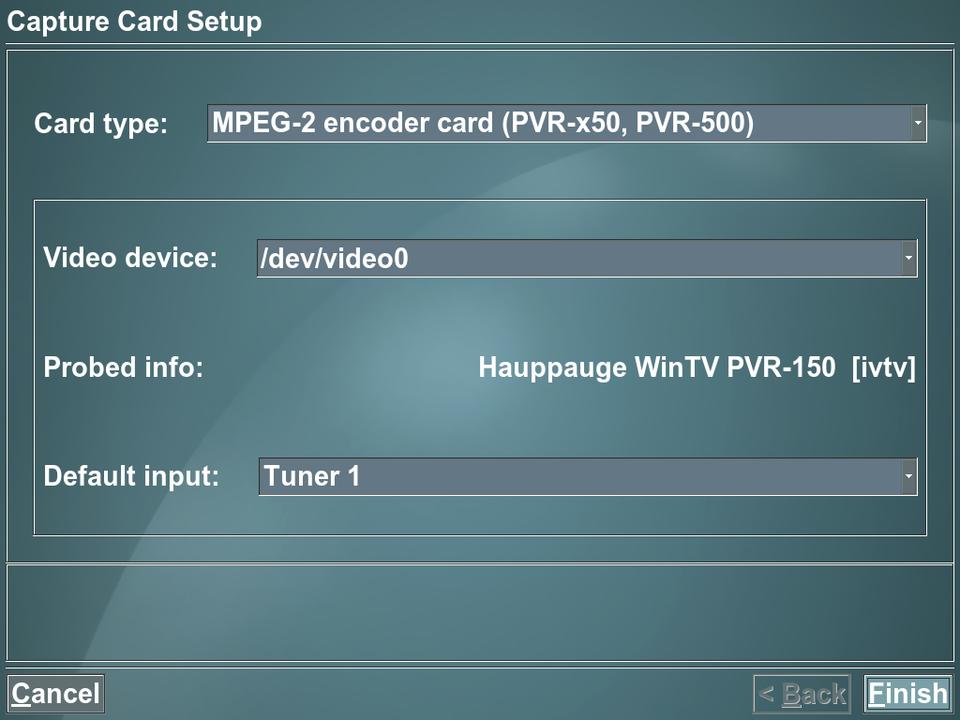 Capture Card Setup
Card type: MPEG-2 encoder card (PVR-x50, PVR-500)
Video device: /dev/video0
Probed info: Hauppauge WinTV PVR-150 [ivtv]
Default input: Tuner 1
Cancel < Back Finish